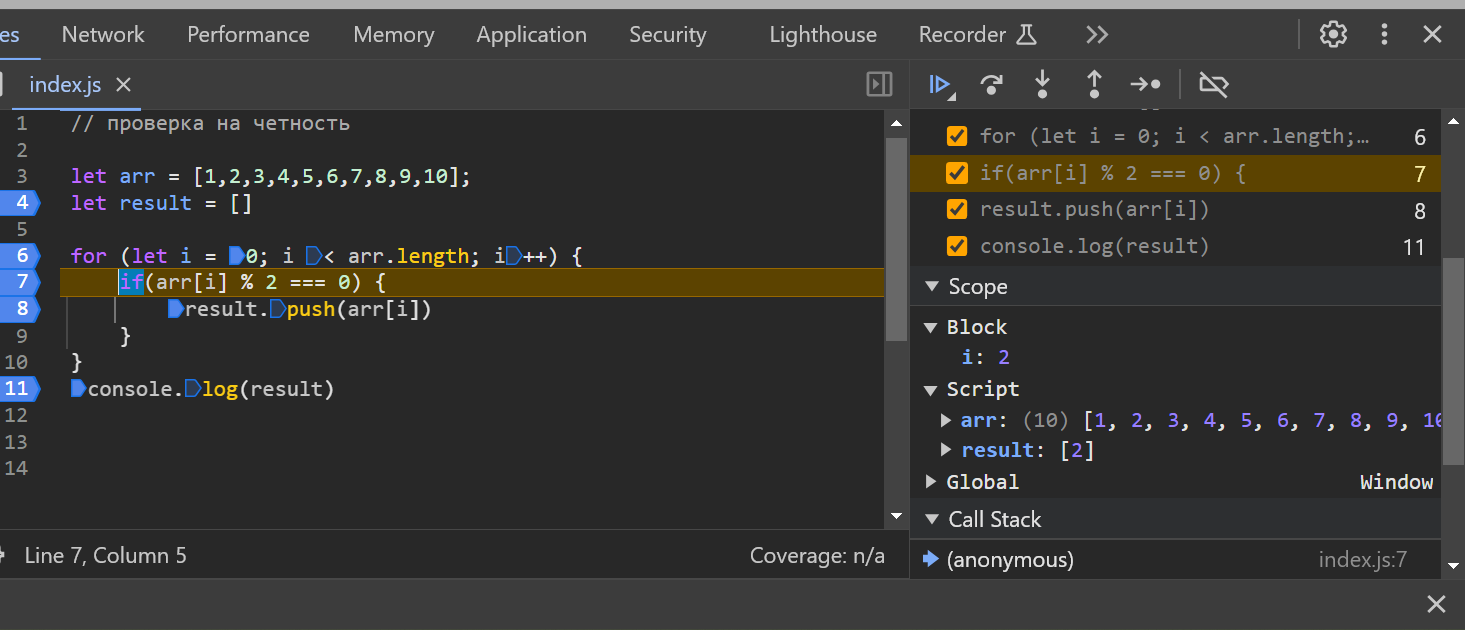 es Network Performance Memory Application Security Lighthouse Recorder
index.js
1 // проверка на четность
2
3 let arr = [1,2,3,4,5,6,7,8,9,10];
4 let result = []
5
6 for (let i = 0; i < arr.length; i++) {
7 if(arr[i] % 2 === 0) {
8 result.push(arr[i])
9 }
10 }
11 console.log(result)
12
13
14
Line 7, Column 5 Coverage: n/a
for (let i = 0; i < arr.length;… 6
if(arr[i] % 2 === 0) { 7
result.push(arr[i]) 8
console.log(result) 11
Scope
Block
i: 2
Script
arr: (10) [1, 2, 3, 4, 5, 6, 7, 8, 9, 10
result: [2]
Global Window
Call Stack
(anonymous) index.js:7